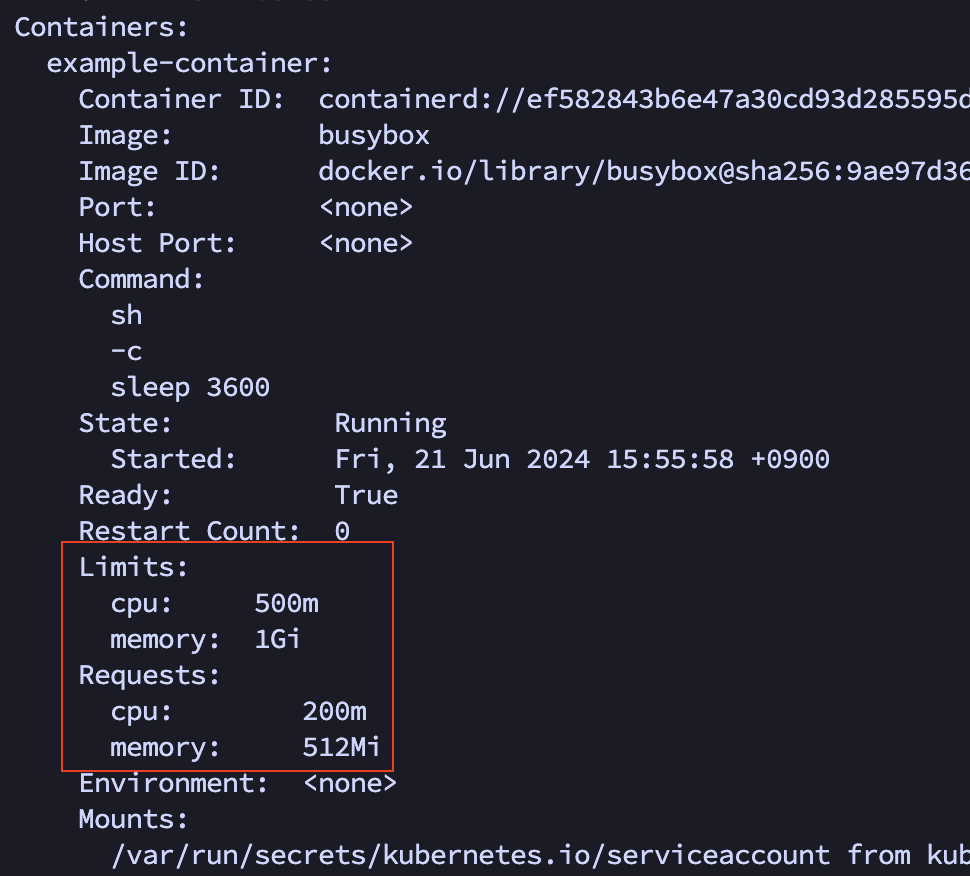 Containers:
  example-container:
    Container ID:  containerd://ef582843b6e47a30cd93d285595d
    Image:         busybox
    Image ID:      docker.io/library/busybox@sha256:9ae97d36
    Port:          <none>
    Host Port:     <none>
    Command:
      sh
      -c
      sleep 3600
    State:          Running
      Started:      Fri, 21 Jun 2024 15:55:58 +0900
    Ready:          True
    Restart Count:  0
    Limits:
      cpu:     500m
      memory:  1Gi
    Requests:
      cpu:        200m
      memory:     512Mi
    Environment:  <none>
    Mounts:
      /var/run/secrets/kubernetes.io/serviceaccount from kub